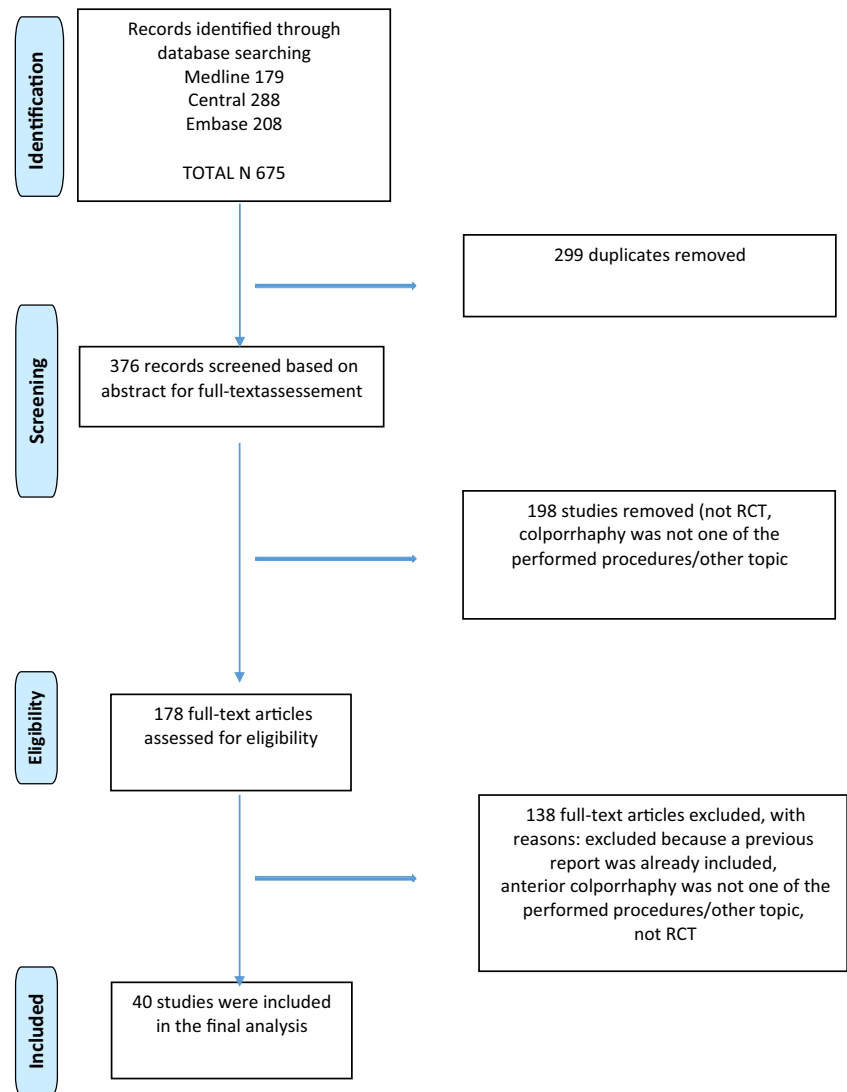 Identification
Records identified through
database searching
Medline 179
Central 288
Embase 208
TOTAL N 675
299 duplicates removed
Screening
376 records screened based on
abstract for full-textassessement
198 studies removed (not RCT,
colporrhaphy was not one of the
performed procedures/other topic
Eligibility
178 full-text articles
assessed for eligibility
138 full-text articles excluded, with
reasons: excluded because a previous
report was already included,
anterior colporrhaphy was not one of the
performed procedures/other topic,
not RCT
Included
40 studies were included
in the final analysis